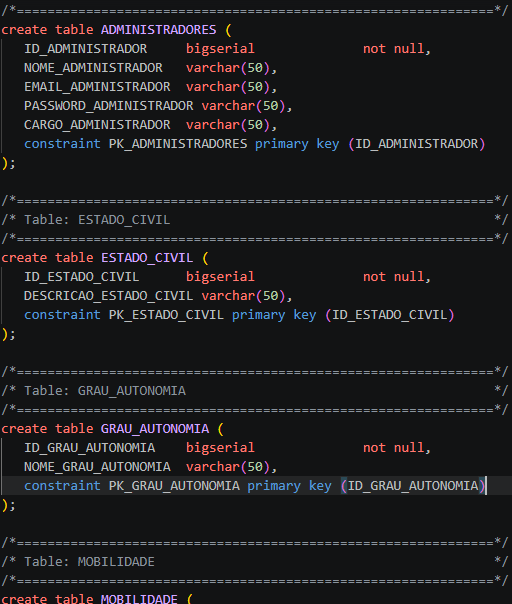 /*==============================================================*/
create table ADMINISTRADORES (
   ID_ADMINISTRADOR     bigserial              not null,
   NOME_ADMINISTRADOR   varchar(50),
   EMAIL_ADMINISTRADOR  varchar(50),
   PASSWORD_ADMINISTRADOR varchar(50),
   CARGO_ADMINISTRADOR  varchar(50),
   constraint PK_ADMINISTRADORES primary key (ID_ADMINISTRADOR)
);
/*==============================================================*/
/* Table: ESTADO_CIVIL                                          */
/*==============================================================*/
create table ESTADO_CIVIL (
   ID_ESTADO_CIVIL      bigserial              not null,
   DESCRICAO_ESTADO_CIVIL varchar(50),
   constraint PK_ESTADO_CIVIL primary key (ID_ESTADO_CIVIL)
);
/*==============================================================*/
/* Table: GRAU_AUTONOMIA                                        */
/*==============================================================*/
create table GRAU_AUTONOMIA (
   ID_GRAU_AUTONOMIA    bigserial              not null,
   NOME_GRAU_AUTONOMIA  varchar(50),
   constraint PK_GRAU_AUTONOMIA primary key (ID_GRAU_AUTONOMIA)
);
/*==============================================================*/
/* Table: MOBILIDADE                                            */
/*==============================================================*/
create table MOBILIDADE (